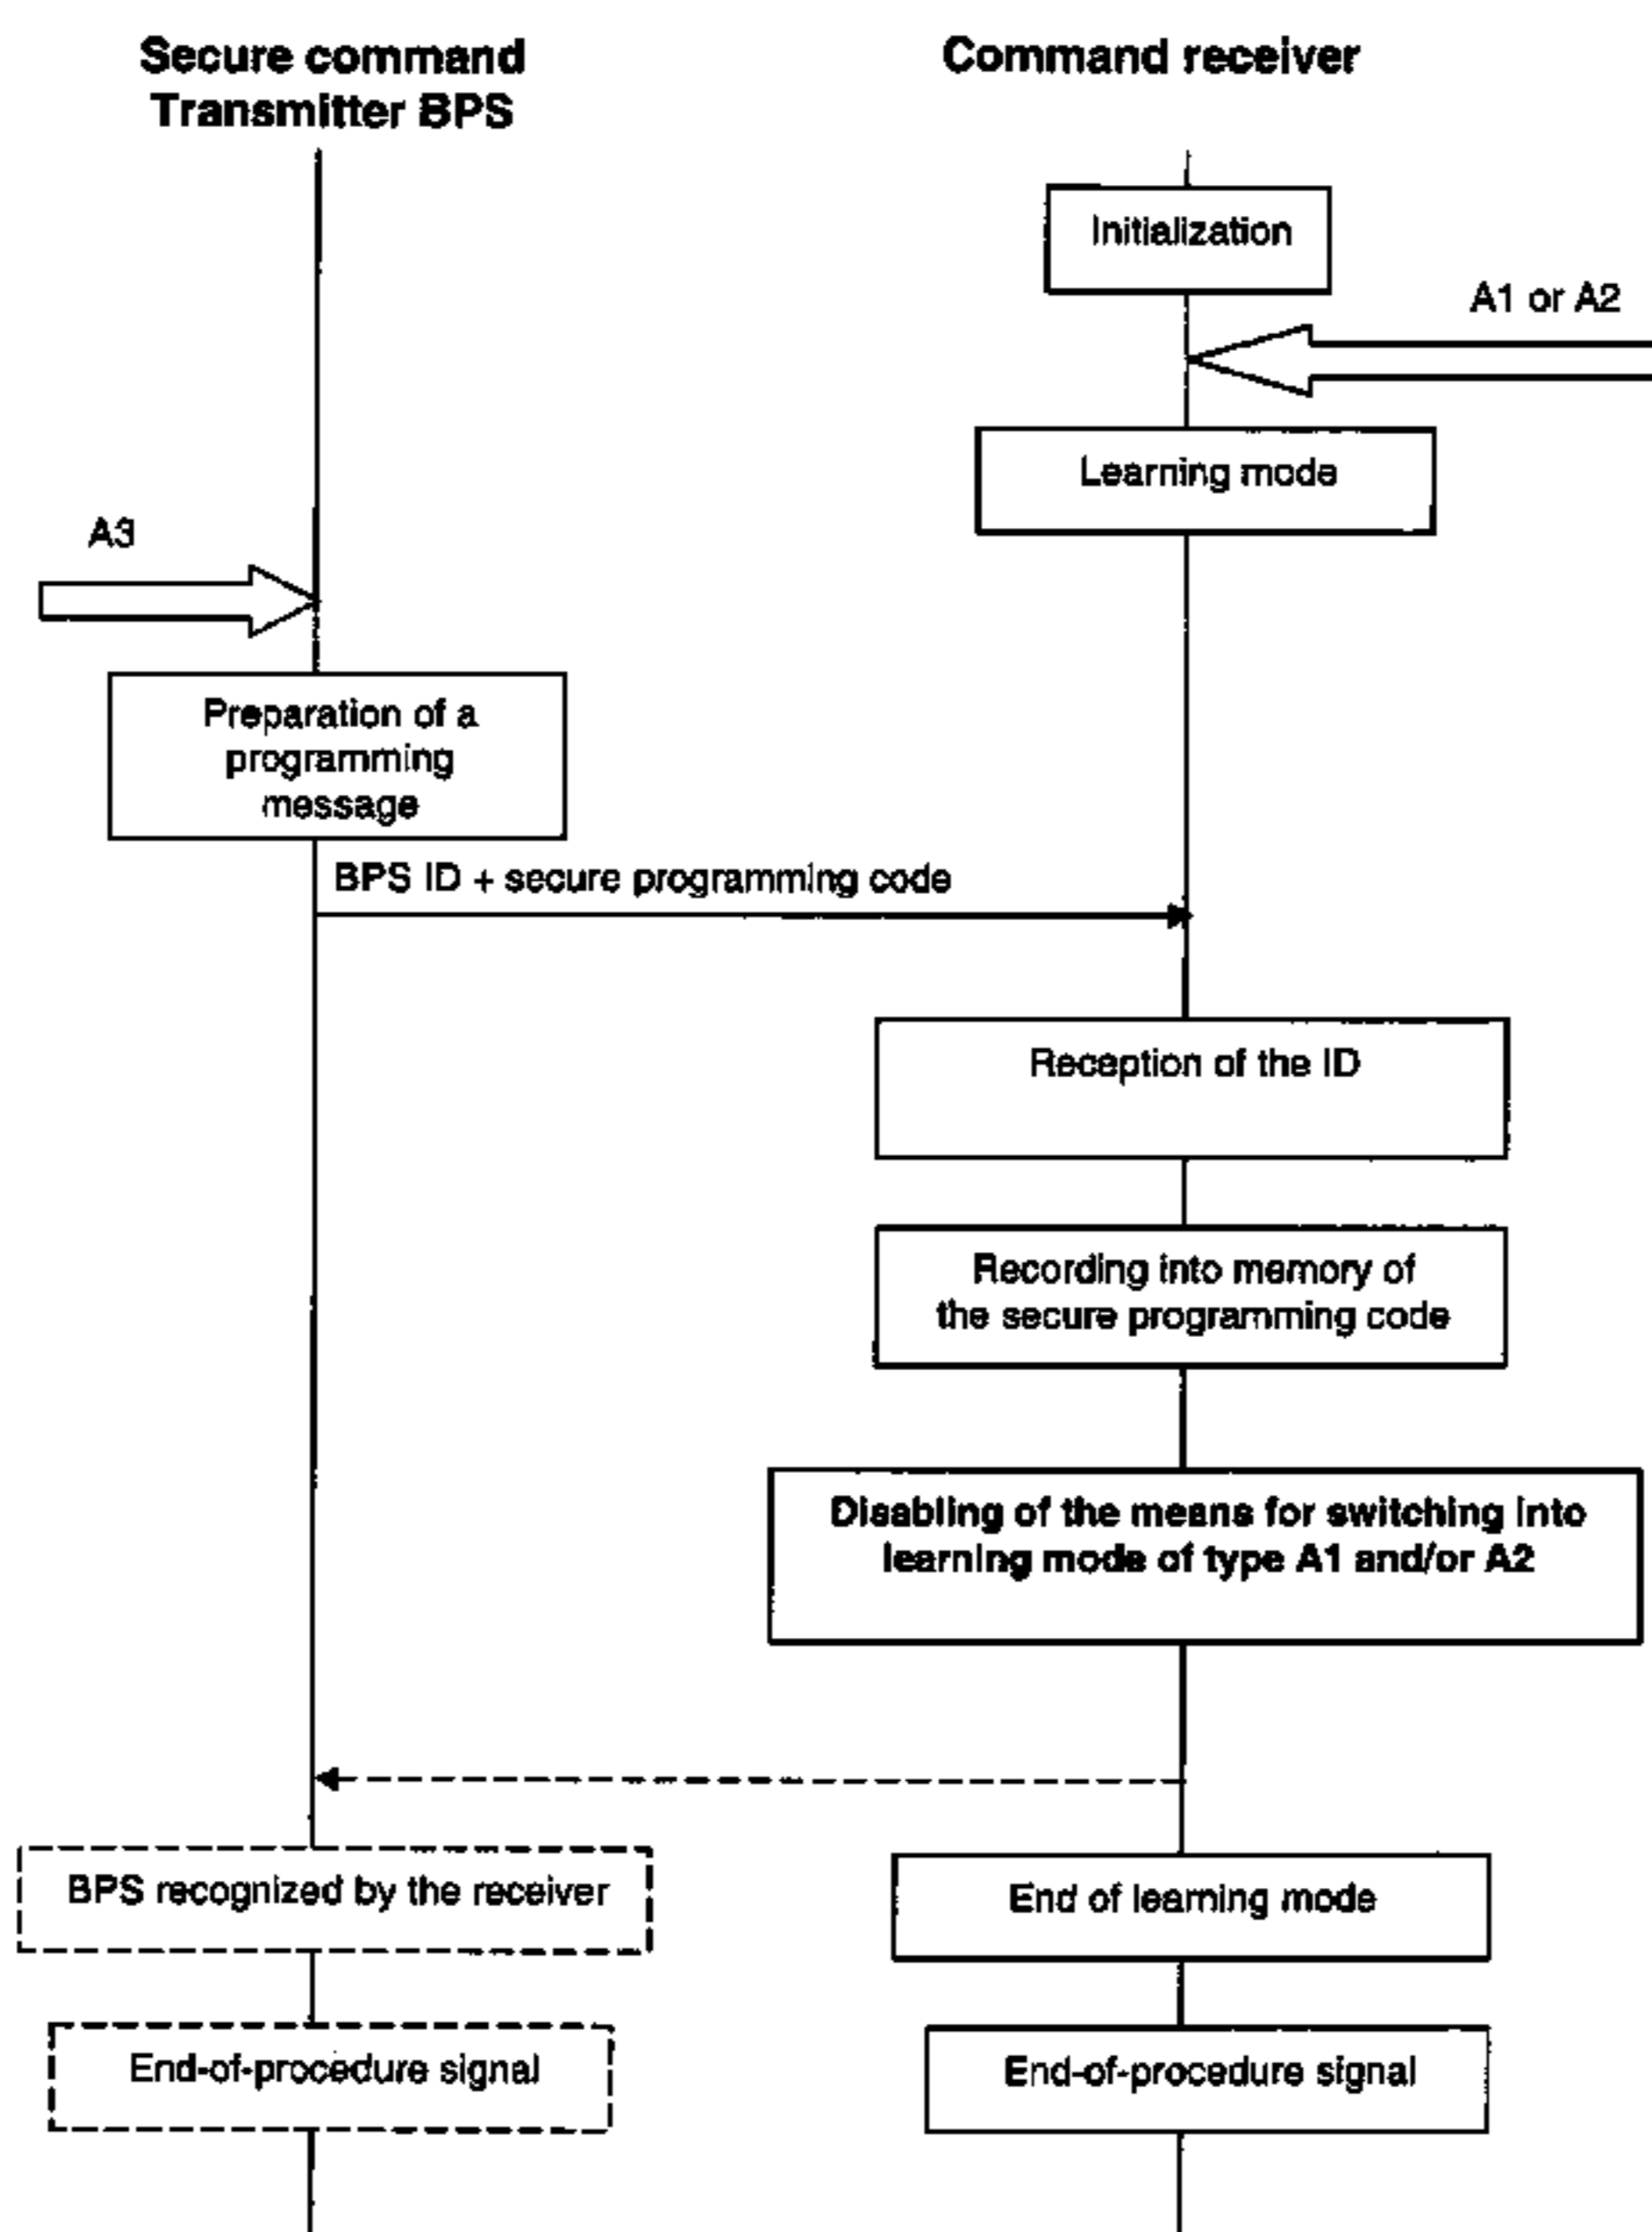 Secure command
Transmitter BPS
Command receiver
Initialization
A1 or A2
Learning mode
A3
Preparation of a
programming
message
BPS ID + secure programming code
Reception of the ID
Recording into memory of
the secure programming code
Disabling of the means for switching into
learning mode of type A1 and/or A2
BPS recognized by the receiver
End of learning mode
End-of-procedure signal
End-of-procedure signal